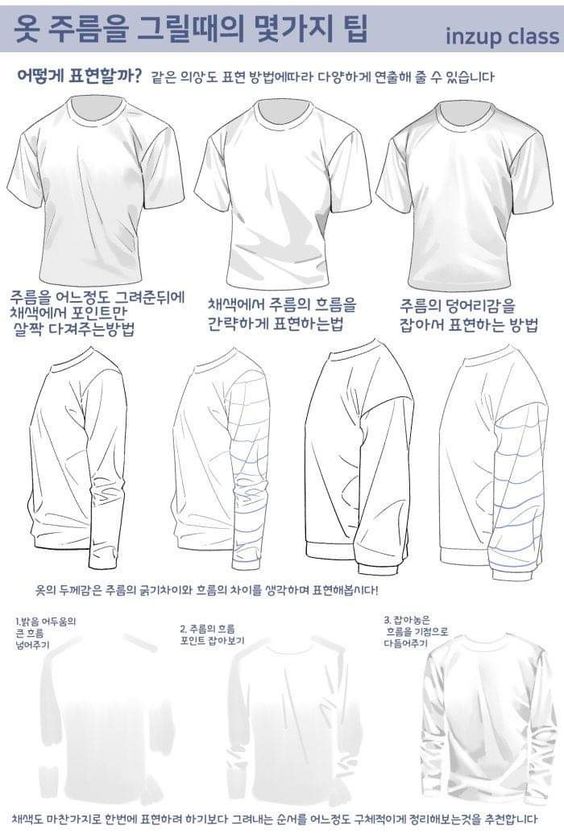 옷 주름을 그릴때의 몇가지 팁
inzup class
어떻게 표현할까? 같은 의상도 표현 방법에따라 다양하게 연출해 줄 수 있습니다
주름을 어느정도 그려준뒤에
채색에서 포인트만
살짝 다져주는방법
채색에서 주름의 흐름을
간략하게 표현하는법
주름의 덩어리감을
잡아서 표현하는 방법
옷의 두께감은 주름의 굵기차이와 흐름의 차이를 생각하며 표현해봅시다!
1.밝음 어두움의
큰 흐름
넣어주기
2. 주름의 흐름
포인트 잡아보기
3. 잡아놓은
흐름을 기점으로
다듬어주기
채색도 마찬가지로 한번에 표현하려 하기보다 그려내는 순서를 어느정도 구체적이게 정리해보는것을 추천합니다